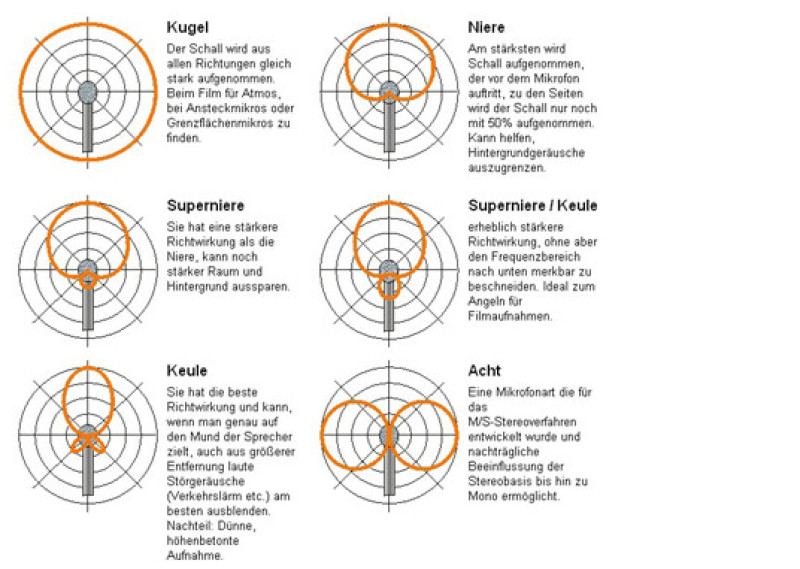 Kugel
Der Schall wird aus
allen Richtungen gleich
stark aufgenommen.
Beim Film für Atmos,
bei Ansteckmikros oder
Grenzflächenmikros zu
finden.
Niere
Am stärksten wird
Schall aufgenommen,
der vor dem Mikrofon
auftritt, zu den Seiten
wird der Schall nur noch
mit 50% aufgenommen.
Kann helfen,
Hintergrundgeräusche
auszugrenzen.
Superniere
Sie hat eine stärkere
Richtwirkung als die
Niere, kann noch
stärker Raum und
Hintergrund aussparen.
Superniere / Keule
erheblich stärkere
Richtwirkung, ohne aber
den Frequenzbereich
nach unten merkbar zu
beschneiden. Ideal zum
Angeln für
Filmaufnahmen.
Keule
Sie hat die beste
Richtwirkung und kann,
wenn man genau auf
den Mund der Sprecher
zielt, auch aus größerer
Entfernung laute
Störgeräusche
(Verkehrslärm etc.) am
besten ausblenden.
Nachteil: Dünne,
höhenbetonte
Aufnahme.
Acht
Eine Mikrofonart die für
das
M/S-Stereoverfahren
entwickelt wurde und
nachträgliche
Beeinflussung der
Stereobasis bis hin zu
Mono ermöglicht.